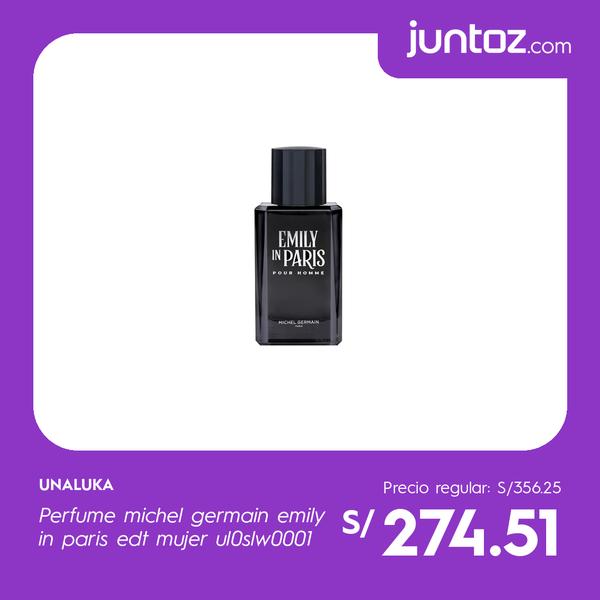 juntoz.com
EMILY
IN PARIS
POUR HOMME
MICHEL GERMAIN
PARIS
UNALUKA
Perfume michel germain emily
in paris edt mujer ul0slw0001
Precio regular: S/356.25
S/ 274.51